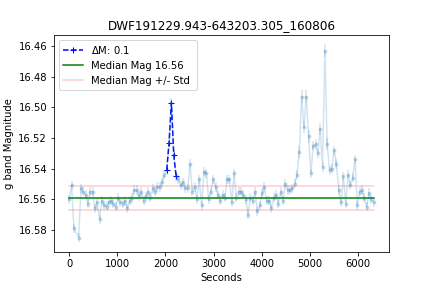 DWF191229.943-643203.305_160806
ΔM: 0.1
Median Mag 16.56
Median Mag +/- Std
g band Magnitude
16.46
16.48
16.50
16.52
16.54
16.56
16.58
0
1000
2000
3000
4000
5000
6000
Seconds